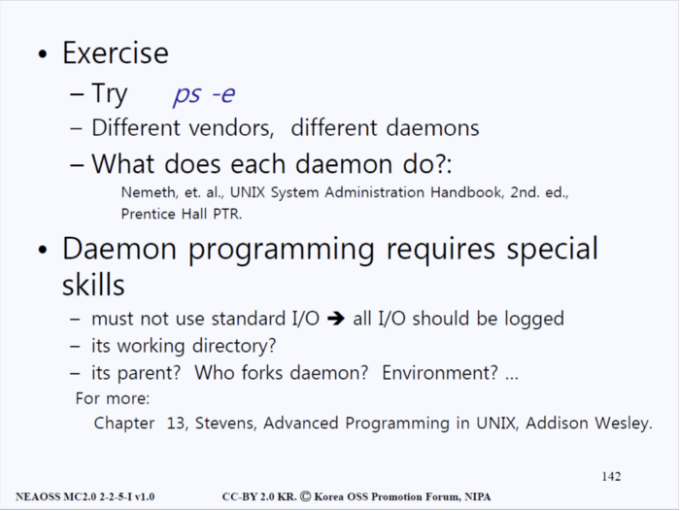 • Exercise
– Try ps -e
– Different vendors, different daemons
– What does each daemon do?:
Nemeth, et. al., UNIX System Administration Handbook, 2nd. ed.,
Prentice Hall PTR.
• Daemon programming requires special
skills
– must not use standard I/O ➔ all I/O should be logged
– its working directory?
– its parent? Who forks daemon? Environment? ...
For more:
Chapter 13, Stevens, Advanced Programming in UNIX, Addison Wesley.
142
NEAOSS MC2.0 2-2-5-I v1.0 CC-BY 2.0 KR. Ⓒ Korea OSS Promotion Forum, NIPA